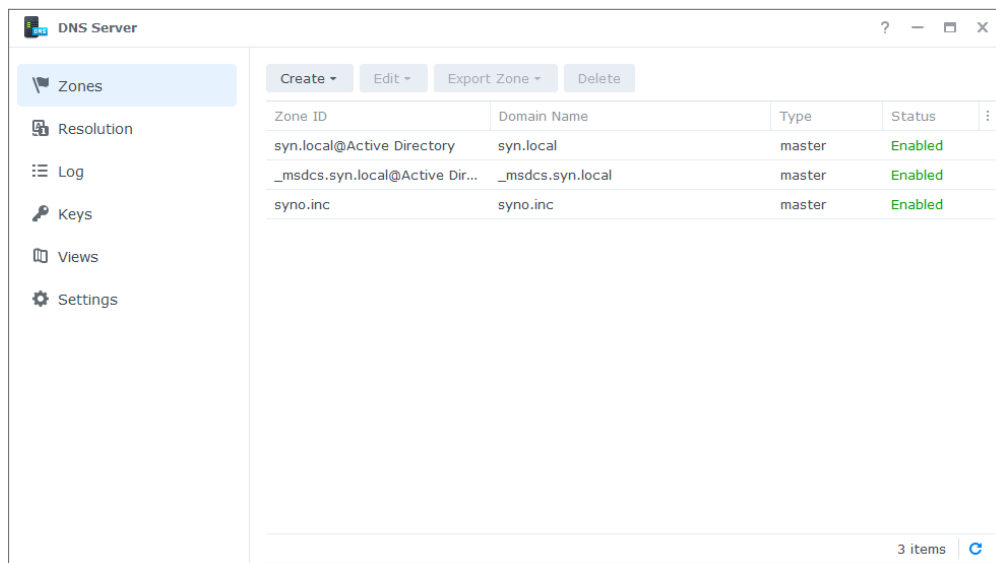 DNS Server
?
Zones
Resolution
Log
Keys
Views
Settings
Create Edit Export Zone Delete
Zone ID Domain Name Type Status
syn.local@Active Directory syn.local master Enabled
_msdcs.syn.local@Active Dir... _msdcs.syn.local master Enabled
syno.inc syno.inc master Enabled
3 items